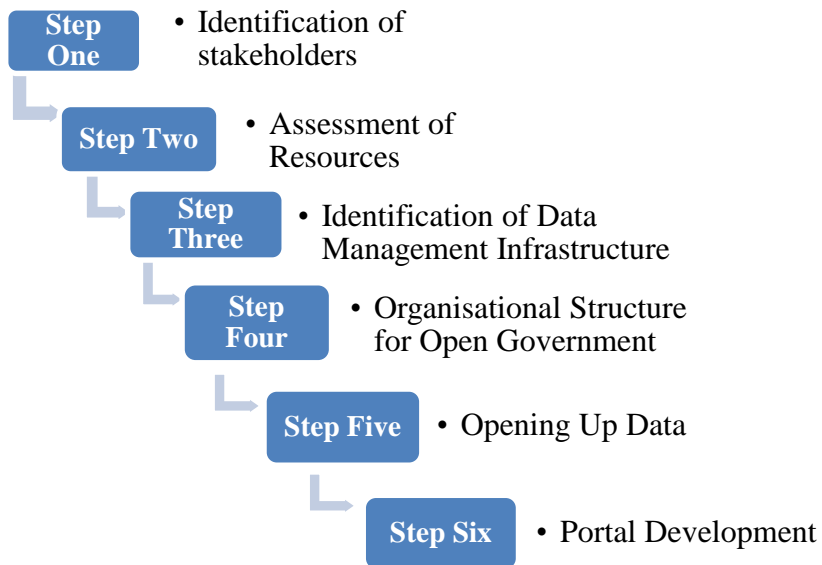 Step
One
• Identification of
stakeholders
Step Two
• Assessment of
Resources
Step
Three
• Identification of Data
Management Infrastructure
Step
Four
• Organisational Structure
for Open Government
Step Five
• Opening Up Data
Step Six
• Portal Development